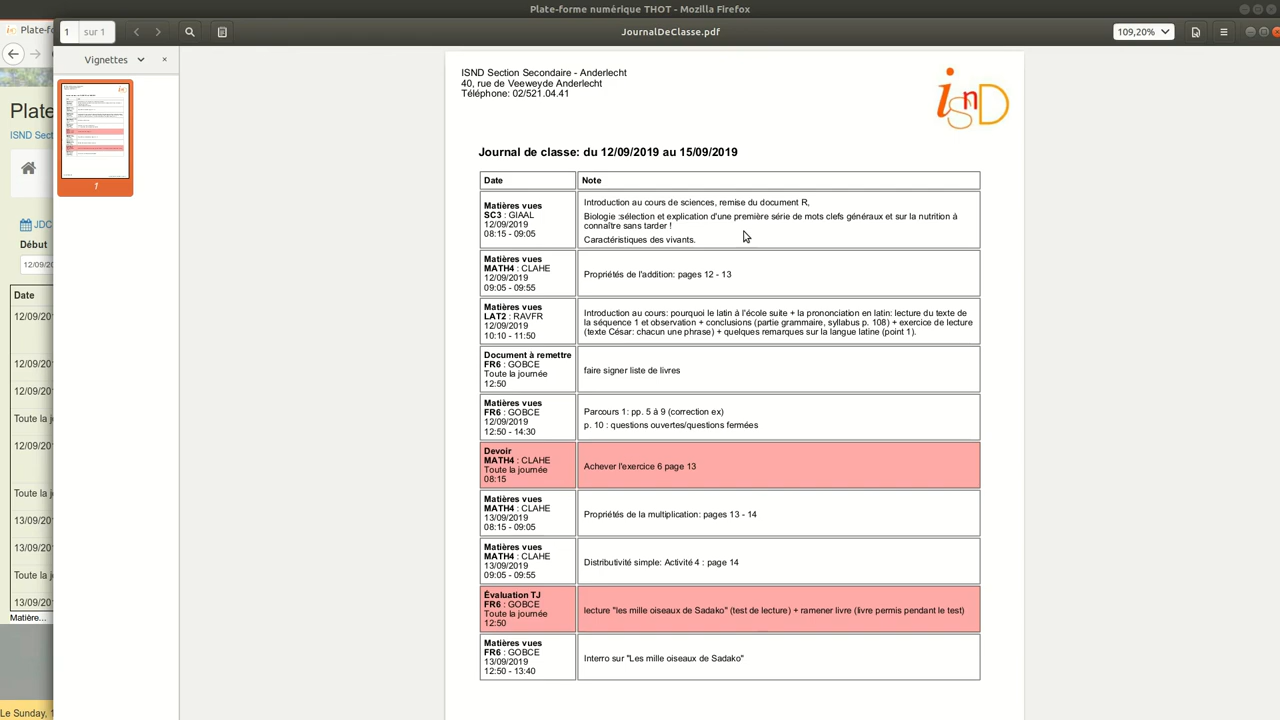 Plate-forme numérique THOT - Mozilla Firefox
1 sur 1
JournalDeClasse.pdf
109,20%
Plate-fo
Vignettes
1
Plate
ISND Sect
JDC
Début
12/09/20
Date
12/09/20
12/09/20
12/09/20
Toute la j
12/09/20
Toute la j
13/09/20
13/09/20
Toute la j
13/09/20
Matière...
Le Sunday, 1
ISND Section Secondaire - Anderlecht
40, rue de Veeweyde Anderlecht
Téléphone: 02/521.04.41
isnD
Journal de classe: du 12/09/2019 au 15/09/2019
Date Note
Matières vues
SC3 : GIAAL
12/09/2019
08:15 - 09:05
Introduction au cours de sciences, remise du document R,
Biologie :sélection et explication d'une première série de mots clefs généraux et sur la nutrition à
connaître sans tarder !
Caractéristiques des vivants.
Matières vues
MATH4 : CLAHE
12/09/2019
09:05 - 09:55
Propriétés de l'addition: pages 12 - 13
Matières vues
LAT2 : RAVFR
12/09/2019
10:10 - 11:50
Introduction au cours: pourquoi le latin à l'école suite + la prononciation en latin: lecture du texte de
la séquence 1 et observation + conclusions (partie grammaire, syllabus p. 108) + exercice de lecture
(texte César: chacun une phrase) + quelques remarques sur la langue latine (point 1).
Document à remettre
FR6 : GOBCE
Toute la journée
12:50
faire signer liste de livres
Matières vues
FR6 : GOBCE
12/09/2019
12:50 - 14:30
Parcours 1: pp. 5 à 9 (correction ex)
p. 10 : questions ouvertes/questions fermées
Devoir
MATH4 : CLAHE
Toute la journée
08:15
Achever l'exercice 6 page 13
Matières vues
MATH4 : CLAHE
13/09/2019
08:15 - 09:05
Propriétés de la multiplication: pages 13 - 14
Matières vues
MATH4 : CLAHE
13/09/2019
09:05 - 09:55
Distributivité simple: Activité 4 : page 14
Évaluation TJ
FR6 : GOBCE
Toute la journée
12:50
lecture "les mille oiseaux de Sadako" (test de lecture) + ramener livre (livre permis pendant le test)
Matières vues
FR6 : GOBCE
13/09/2019
12:50 - 13:40
Interro sur "Les mille oiseaux de Sadako"